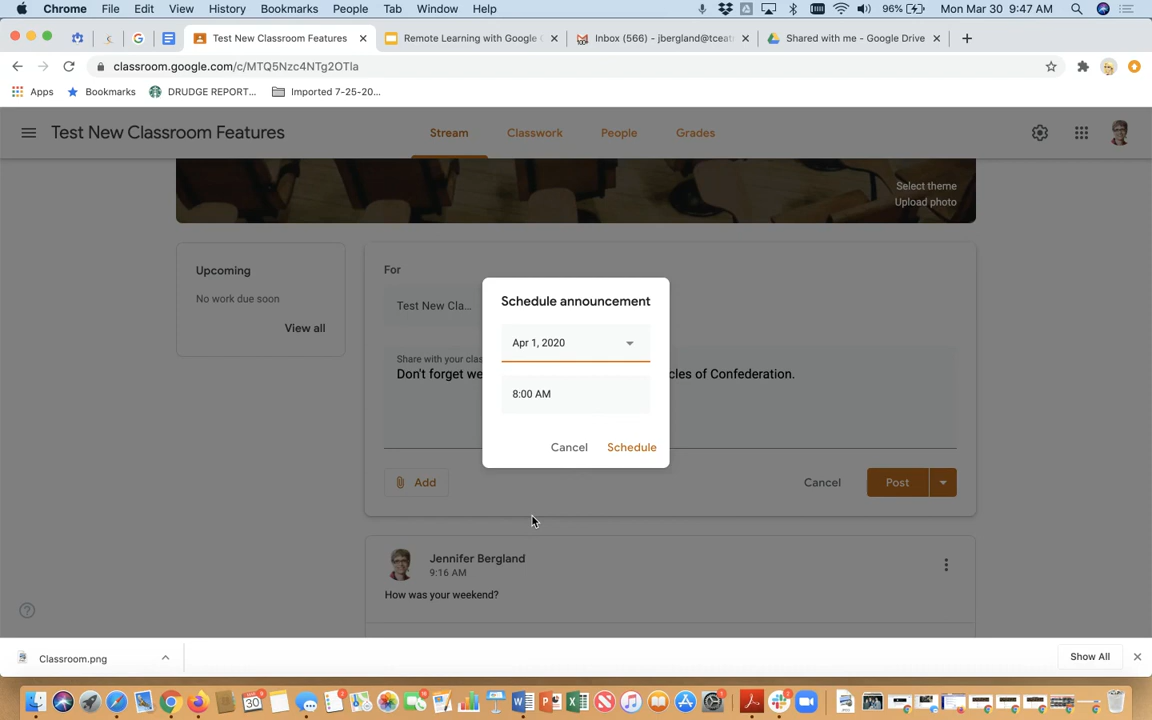 Chrome File Edit View History Bookmarks People Tab Window Help 96% Mon Mon Mar 30 9:47 AM
Test New Classroom Features Remote Learning with Google Inbox (566) - jbergland@tceat Shared with me - Google Drive
classroom.google.com/c/MTQ5Nzc4NTg2OTla
Apps Bookmarks DRUDGE REPORT... Imported 7-25-20...
Test New Classroom Features Stream Classwork People Grades
Select theme
Upload photo
Upcoming
No work due soon
View all
For
Test New Cla...
Share with your clas
Don't forget we cles of Confederation.
Schedule announcement
Apr 1, 2020
8:00 AM
Cancel Schedule
Add Cancel Post
Jennifer Bergland
9:16 AM
How was your weekend?
Classroom.png Show All
30